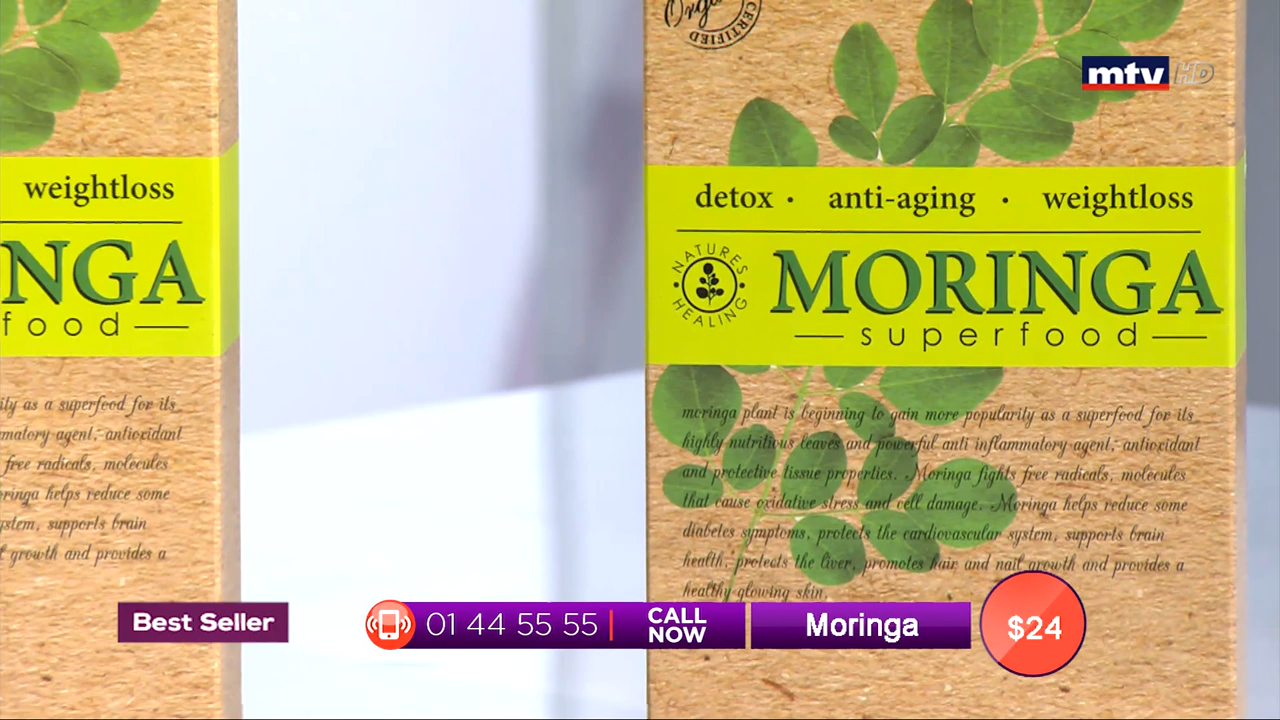 Orga
CERTIFIED
mtv HD
weightloss
NGA
food
ity as a superfood for its
mmatory agent, antioxidant
free radicals, molecules
oringa helps reduce some
ystem, supports brain
growth and provides a
detox · anti-aging · weightloss
NATURES
HEALING
MORINGA
superfood
moringa plant is beginning to gain more popularity as a superfood for its
highly nutritious leaves and powerful anti inflammatory agent, antioxidant
and protective tissue properties. Moringa fights free radicals, molecules
that cause oxidative stress and cell damage. Moringa helps reduce some
diabetes symptoms, protects the cardiovascular system, supports brain
health, protects the liver, promotes hair and nail growth and provides a
healthy glowing skin.
Best Seller
01 44 55 55
CALL
NOW
Moringa
$24